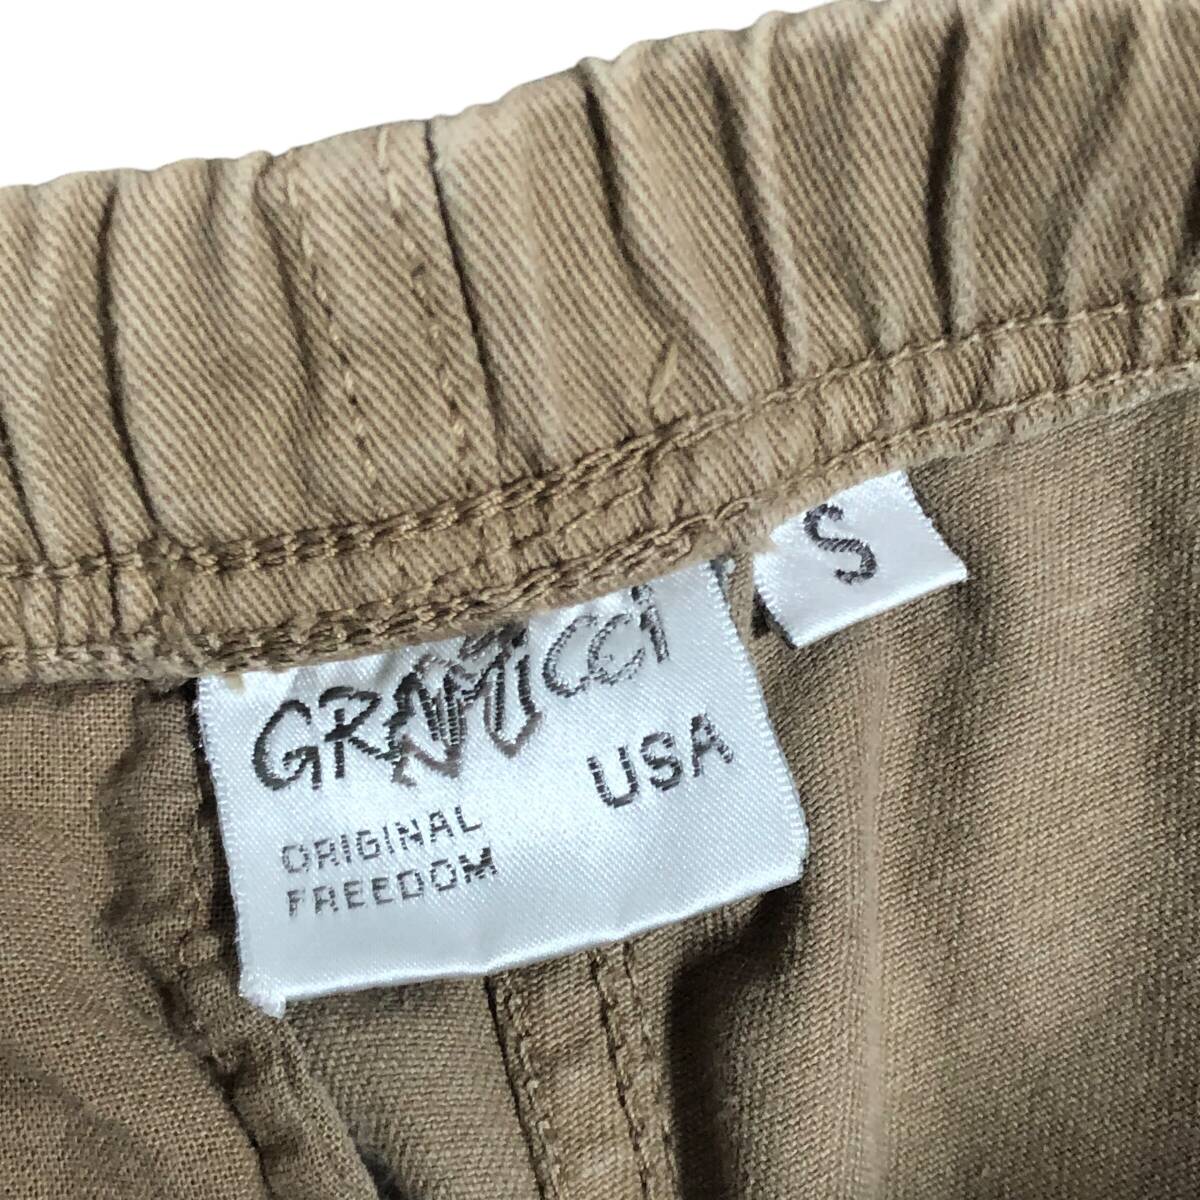 GRAMiCCi
USA
ORIGINAL
FREEDOM
S